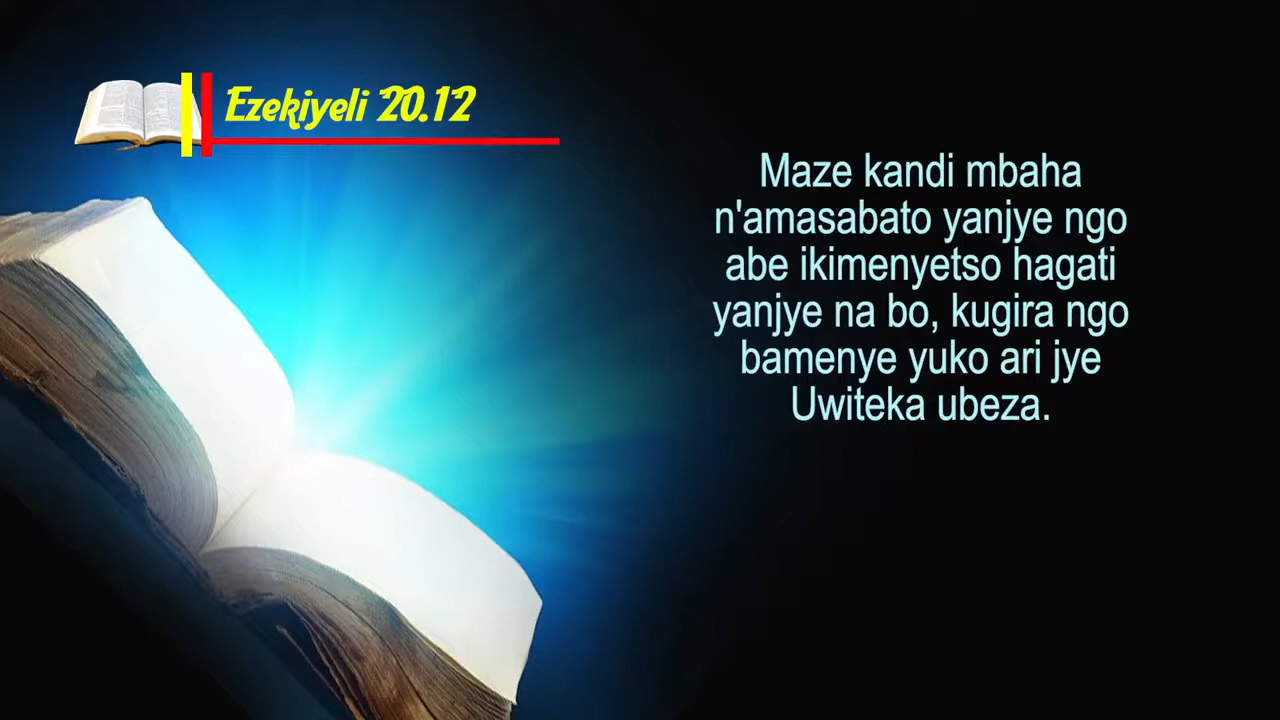 Ezekiyeli 20.12
Maze kandi mbaha
n'amasabato yanjye ngo
abe ikimenyetso hagati
yanjye na bo, kugira ngo
bamenye yuko ari jye
Uwiteka ubeza.